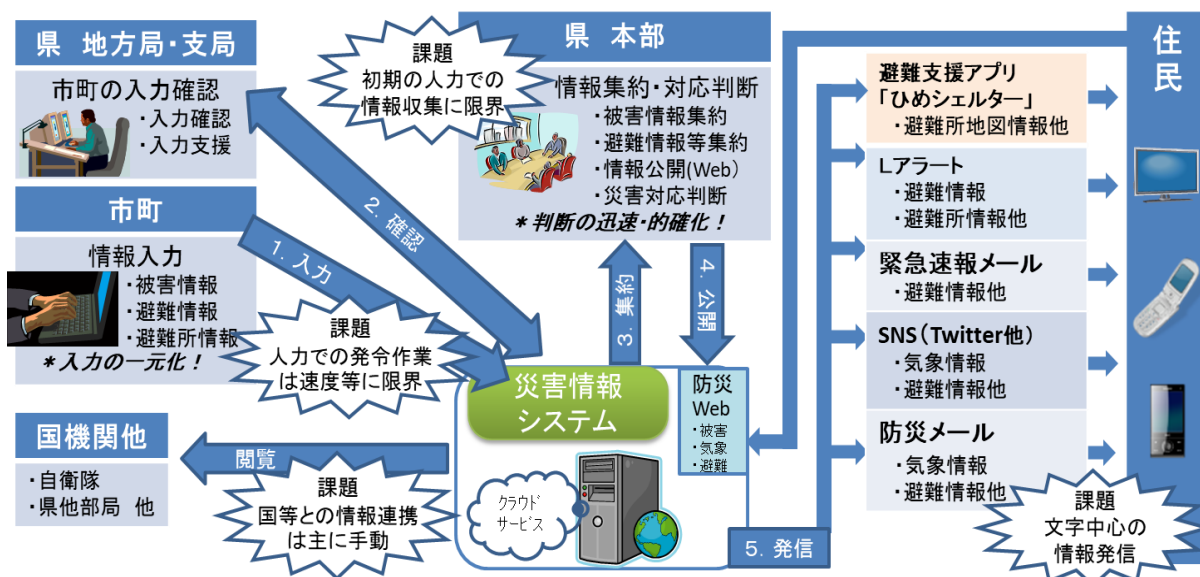 県 地方局・支局
市町の入力確認
・入力確認
・入力支援
市町
情報入力
・被害情報
・避難情報
・避難所情報
＊入力の一元化！
国機関他
・自衛隊
・県他部局 他
課題
初期の人力での
情報収集に限界
県 本部
情報集約・対応判断
・被害情報集約
・避難情報等集約
・情報公開(Web)
・災害対応判断
＊判断の迅速・的確化！
2. 確認
1. 入力
3. 集約
4. 公開
課題
人力での発令作業
は速度等に限界
災害情報
システム
防災
Web
・被害
・気象
・避難
閲覧
課題
国等との情報連携
は主に手動
クラウド
サービス
5. 発信
避難支援アプリ
「ひめシェルター」
・避難所地図情報他
Lアラート
・避難情報
・避難所情報他
緊急速報メール
・避難情報他
SNS（Twitter他）
・気象情報
・避難情報他
防災メール
・気象情報
・避難情報他
住民
課題
文字中心の
情報発信